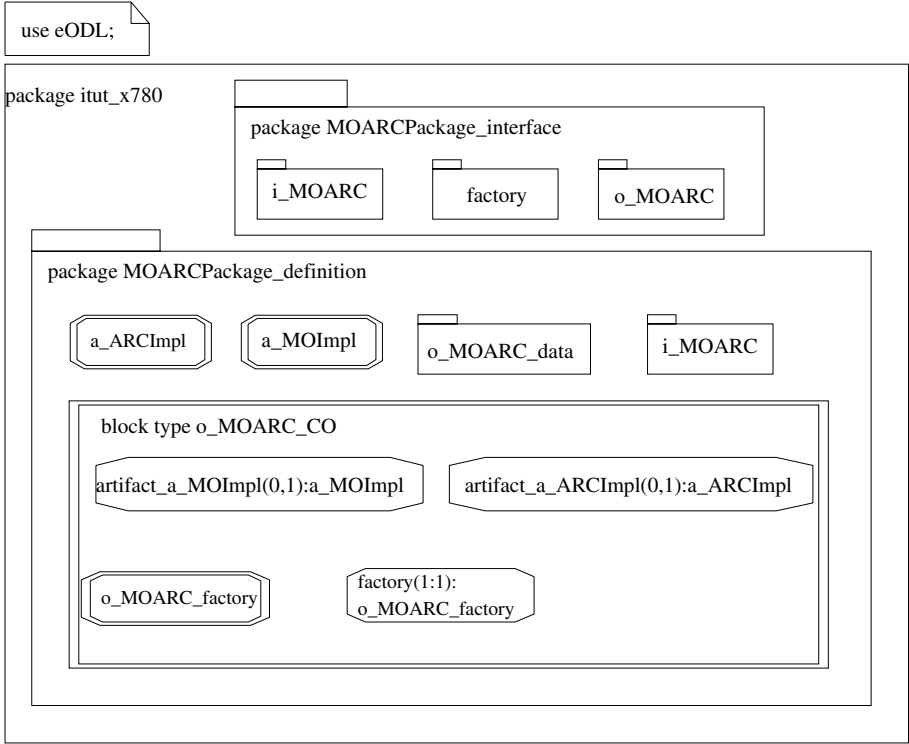 use eODL;
package itut_x780
package MOARCPackage_interface
i_MOARC
factory
o_MOARC
package MOARCPackage_definition
a_ARCImpl
a_MOImpl
o_MOARC_data
i_MOARC
block type o_MOARC_CO
artifact_a_MOImpl(0,1):a_MOImpl
artifact_a_ARCImpl(0,1):a_ARCImpl
o_MOARC_factory
factory(1:1):
o_MOARC_factory